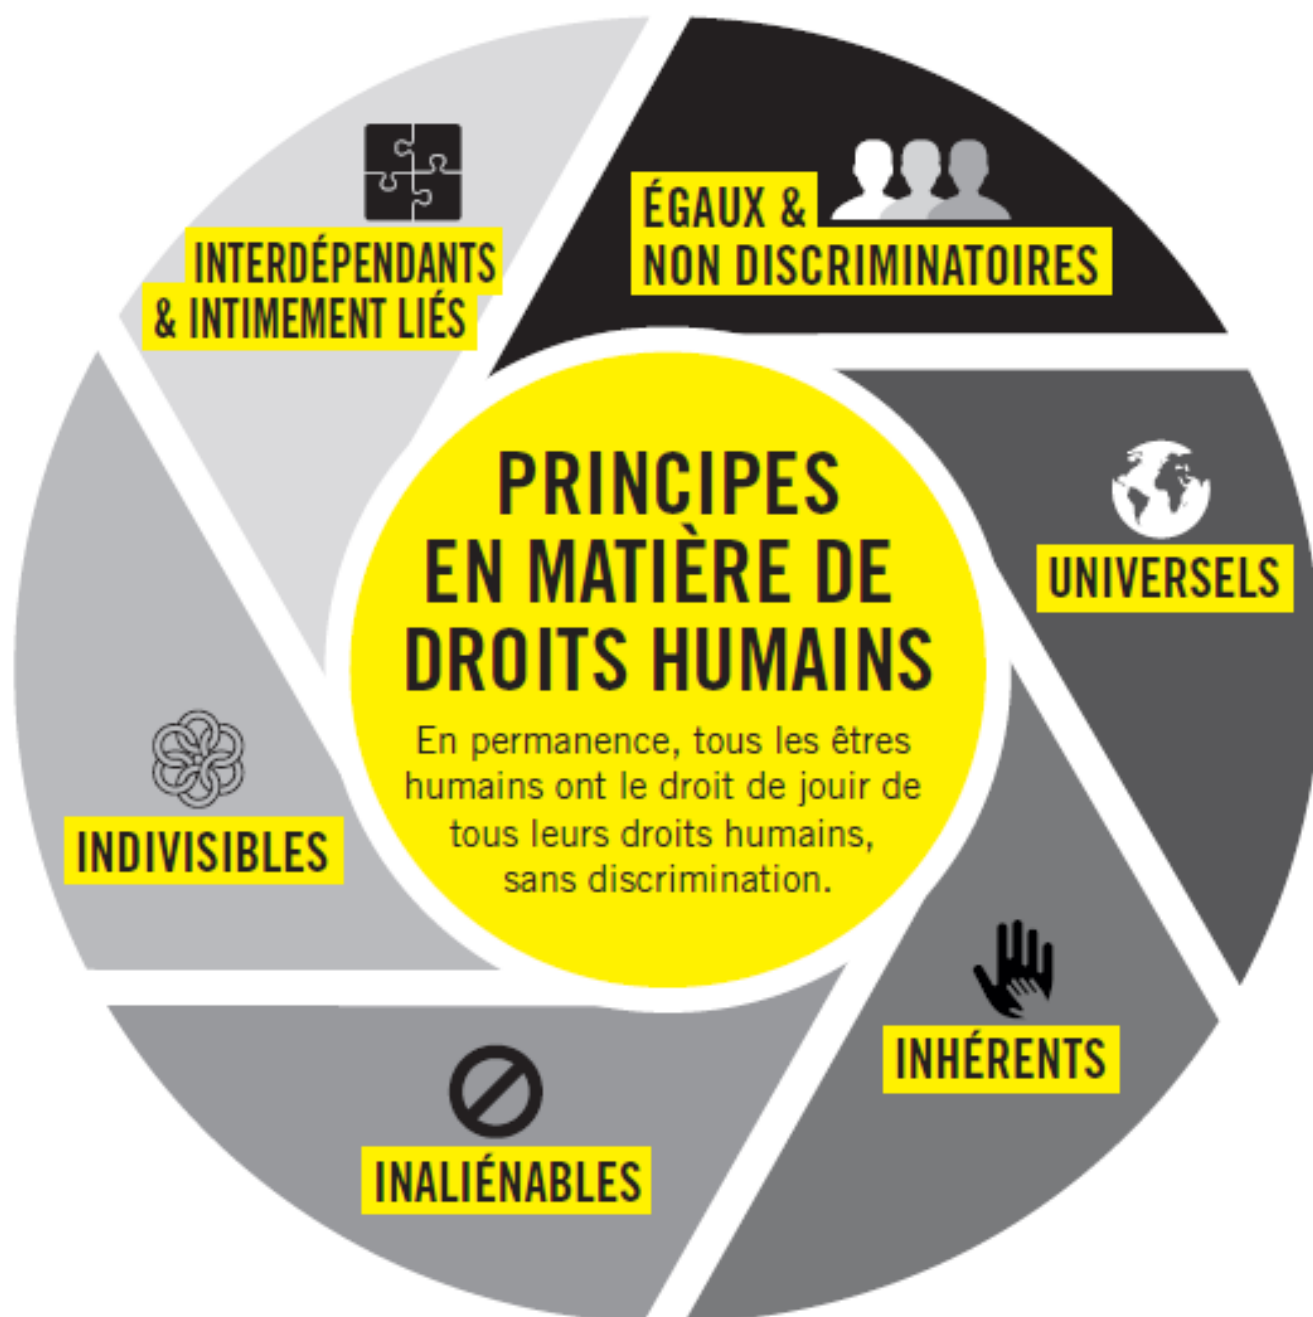 PRINCIPES
EN MATIÈRE DE
DROITS HUMAINS
En permanence, tous les êtres
humains ont le droit de jouir de
tous leurs droits humains,
sans discrimination.
ÉGAUX &
NON DISCRIMINATOIRES
UNIVERSELS
INHÉRENTS
INALIÉNABLES
INDIVISIBLES
INTERDÉPENDANTS
& INTIMEMENT LIÉS